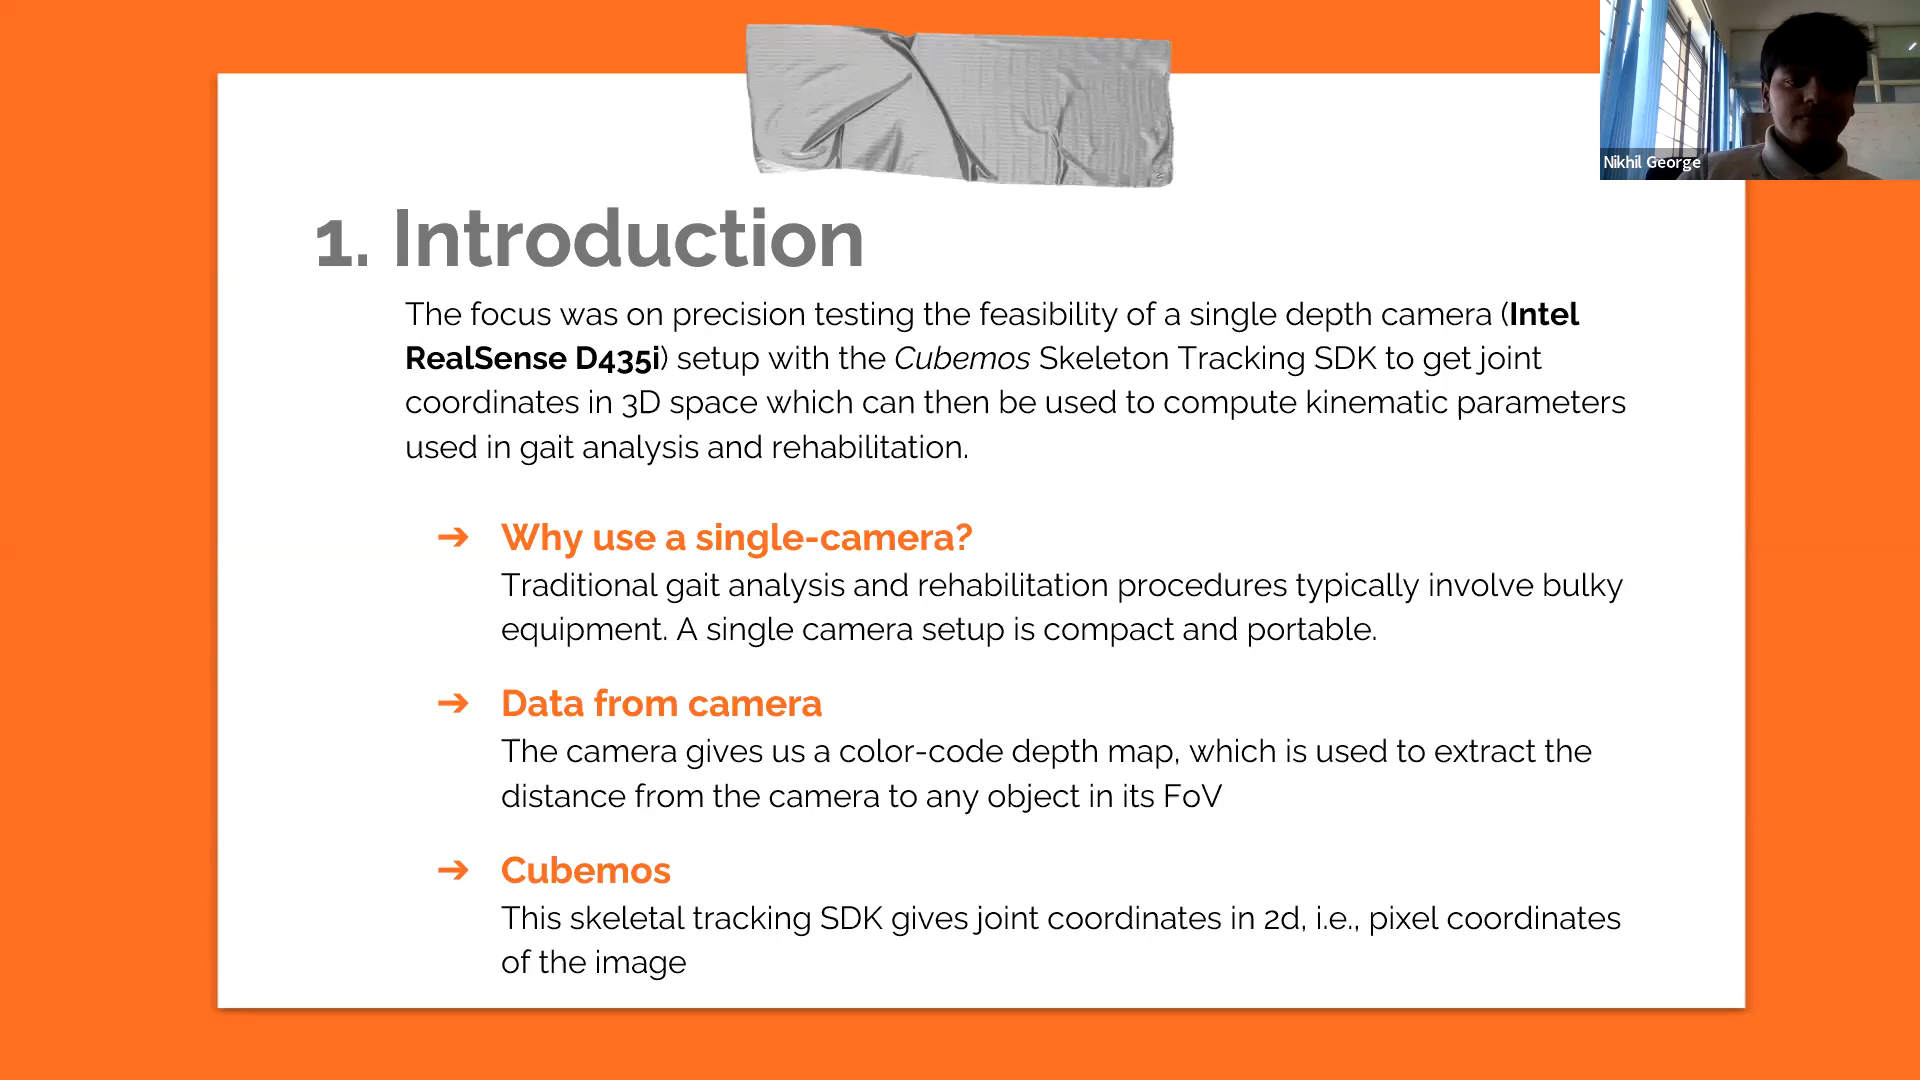 Nikhil George
1. Introduction
The focus was on precision testing the feasibility of a single depth camera (Intel
RealSense D435i) setup with the Cubemos Skeleton Tracking SDK to get joint
coordinates in 3D space which can then be used to compute kinematic parameters
used in gait analysis and rehabilitation.
➔ Why use a single-camera?
Traditional gait analysis and rehabilitation procedures typically involve bulky
equipment. A single camera setup is compact and portable.
➔ Data from camera
The camera gives us a color-code depth map, which is used to extract the
distance from the camera to any object in its FoV
➔ Cubemos
This skeletal tracking SDK gives joint coordinates in 2d, i.e., pixel coordinates
of the image